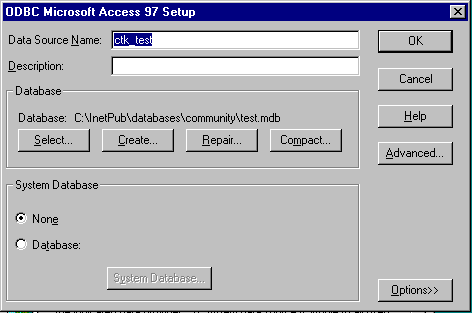 ODBC Microsoft Access 97 Setup
Data Source Name: ctk_test
OK
Description:
Cancel
Database
Database: C:\InetPub\databases\community\test.mdb
Help
Select... Create... Repair... Compact...
Advanced...
System Database
None
Database:
System Database...
Options>>